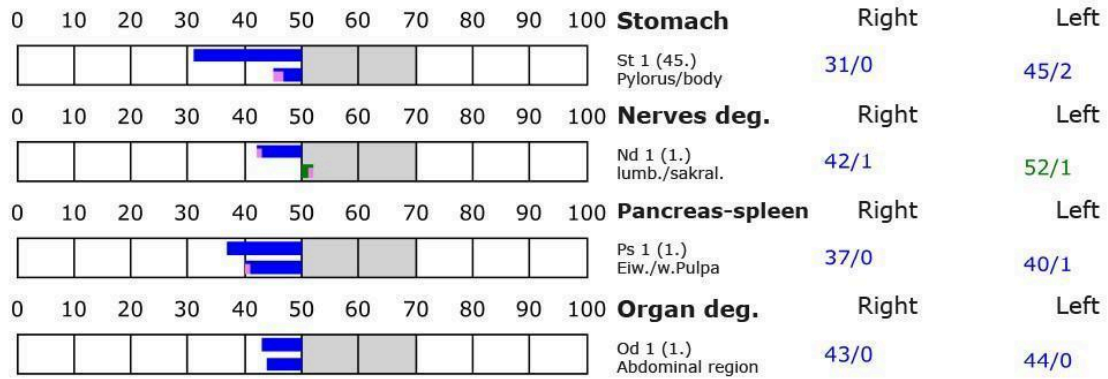 0 10 20 30 40 50 60 70 80 90 100 Stomach Right Left
St 1 (45.) 31/0 45/2
Pylorus/body
0 10 20 30 40 50 60 70 80 90 100 Nerves deg. Right Left
Nd 1 (1.) 42/1 52/1
lumb./sakral.
0 10 20 30 40 50 60 70 80 90 100 Pancreas-spleen Right Left
Ps 1 (1.) 37/0 40/1
Eiw./w.Pulpa
0 10 20 30 40 50 60 70 80 90 100 Organ deg. Right Left
Od 1 (1.) 43/0 44/0
Abdominal region